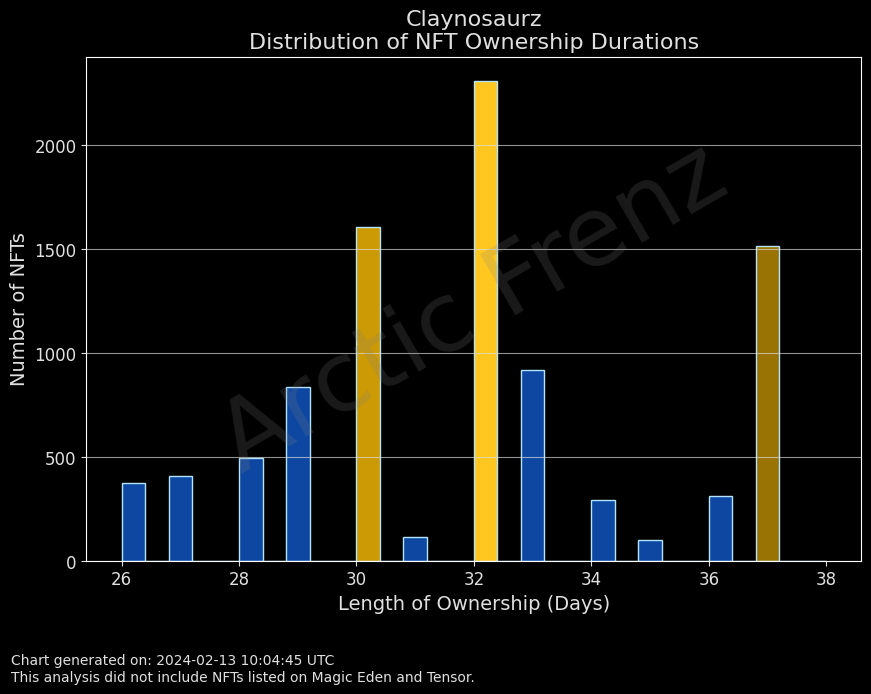 Claynosaurz
Distribution of NFT Ownership Durations
Number of NFTs
2000
1500
1000
500
0
Arctic Frenz
26 28 30 32 34 36 38
Length of Ownership (Days)
Chart generated on: 2024-02-13 10:04:45 UTC
This analysis did not include NFTs listed on Magic Eden and Tensor.